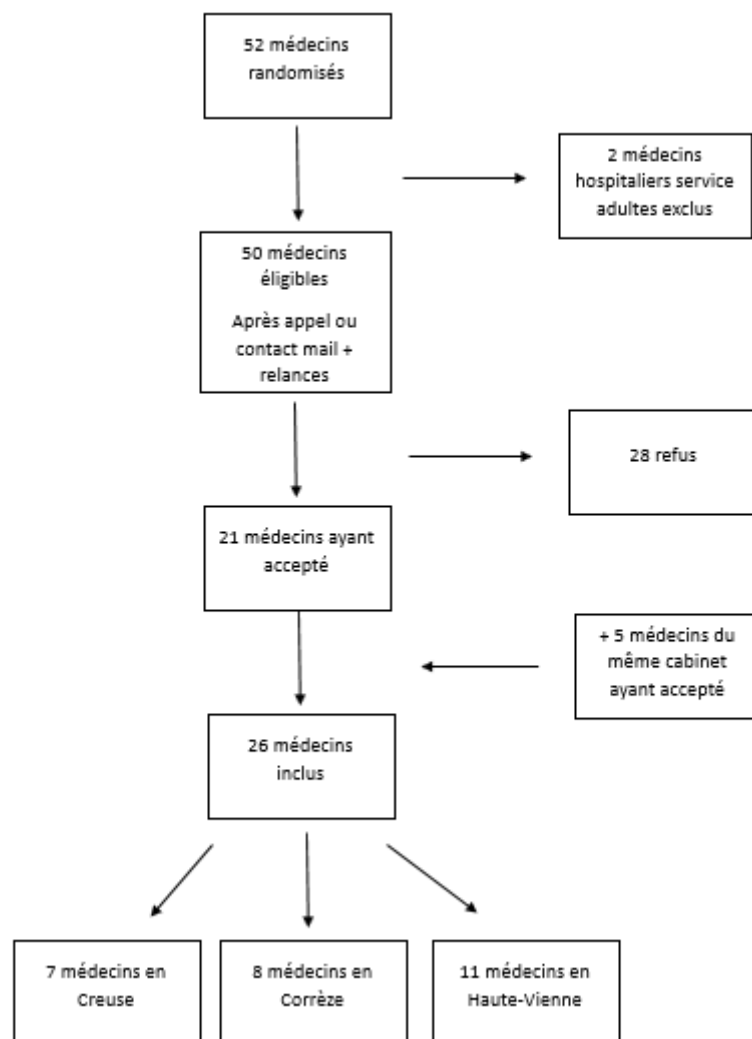 52 médecins
randomisés
2 médecins
hospitaliers service
adultes exclus
50 médecins
éligibles
Après appel ou
contact mail +
relances
28 refus
21 médecins ayant
accepté
+ 5 médecins du
même cabinet
ayant accepté
26 médecins
inclus
7 médecins en
Creuse
8 médecins en
Corrèze
11 médecins en
Haute-Vienne